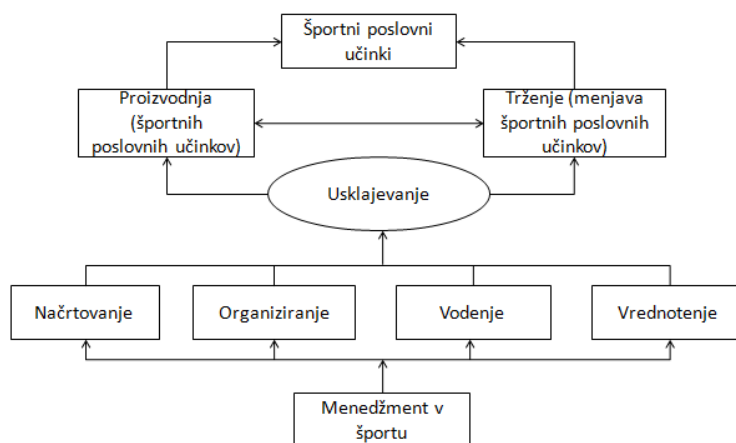 Športni poslovni
učinki
Proizvodnja
(športnih
poslovnih učinkov)
Trženje (menjava
športnih poslovnih
učinkov)
Usklajevanje
Načrtovanje
Organiziranje
Vodenje
Vrednotenje
Menedžment v
športu